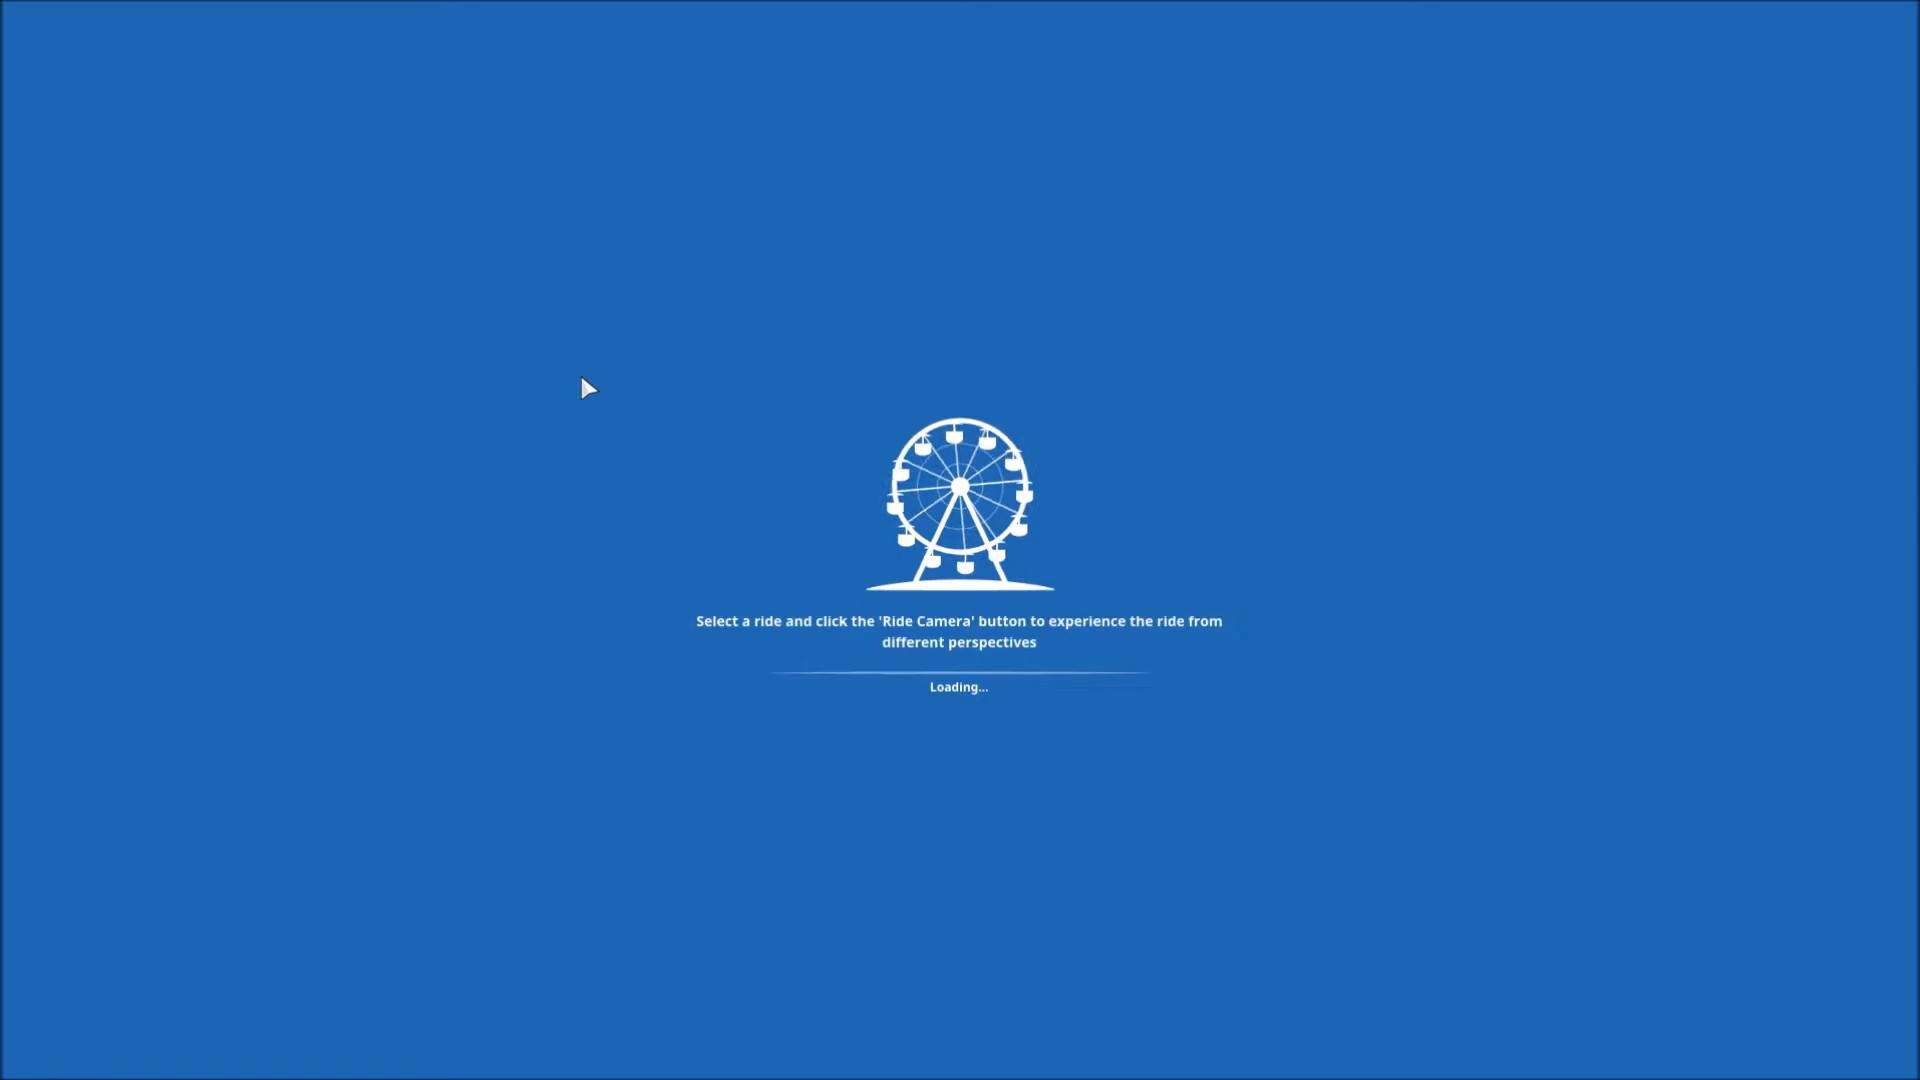 Select a ride and click the 'Ride Camera' button to experience the ride from
different perspectives
Loading...